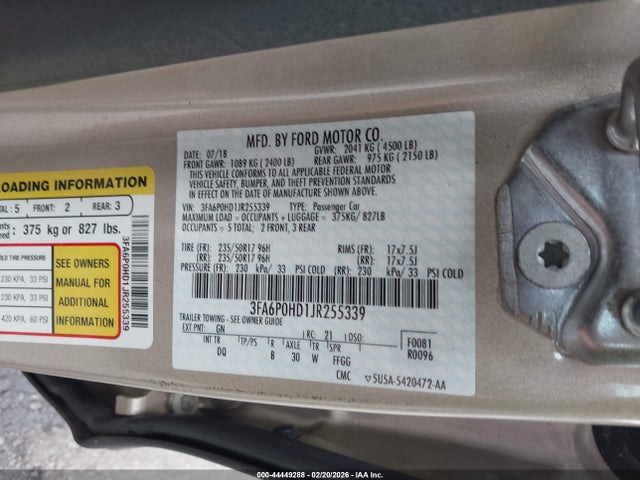 LOADING INFORMATION
TAL: 5 FRONT: 2 REAR: 3
375 kg or 827 lbs.
COLD TIRE PRESSURE
230 KPA, 33 PSI
230 KPA, 33 PSI
420 KPA, 60 PSI
SEE OWNERS
MANUAL FOR
ADDITIONAL
INFORMATION
3FA6P0HD1JR255339
MFD. BY FORD MOTOR CO.
DATE: 07/18 GVWR: 2041 KG ( 4500 LB)
FRONT GAWR: 1089 KG ( 2400 LB) REAR GAWR: 975 KG ( 2150 LB)
THIS VEHICLE CONFORMS TO ALL APPLICABLE FEDERAL MOTOR
VEHICLE SAFETY, BUMPER, AND THEFT PREVENTION STANDARDS
IN EFFECT ON THE DATE OF MANUFACTURE SHOWN ABOVE.
VIN: 3FA6P0HD1JR255339 TYPE: Passenger Car
MAXIMUM LOAD = OCCUPANTS + LUGGAGE = 375KG/ 827LB
OCCUPANTS = 5 TOTAL: 2 FRONT, 3 REAR
TIRE (FR): 235/50R17 96H RIMS (FR): 17x7.5J
(RR): 235/50R17 96H (RR): 17x7.5J
PRESSURE (FR): 230 kPa/ 33 PSI COLD (RR): 230 kPa/ 33 PSI COLD
3FA6P0HD1JR255339
TRAILER TOWING - SEE OWNER GUIDE
EXT PNT: GN RC: 21 DSO: F0081
INT TR TP/PS R AXLE TR SPR R0096
DQ B 30 W FFGG
CMC 5U5A-5420472-AA
000-44449288 - 02/20/2026 - IAA Inc.